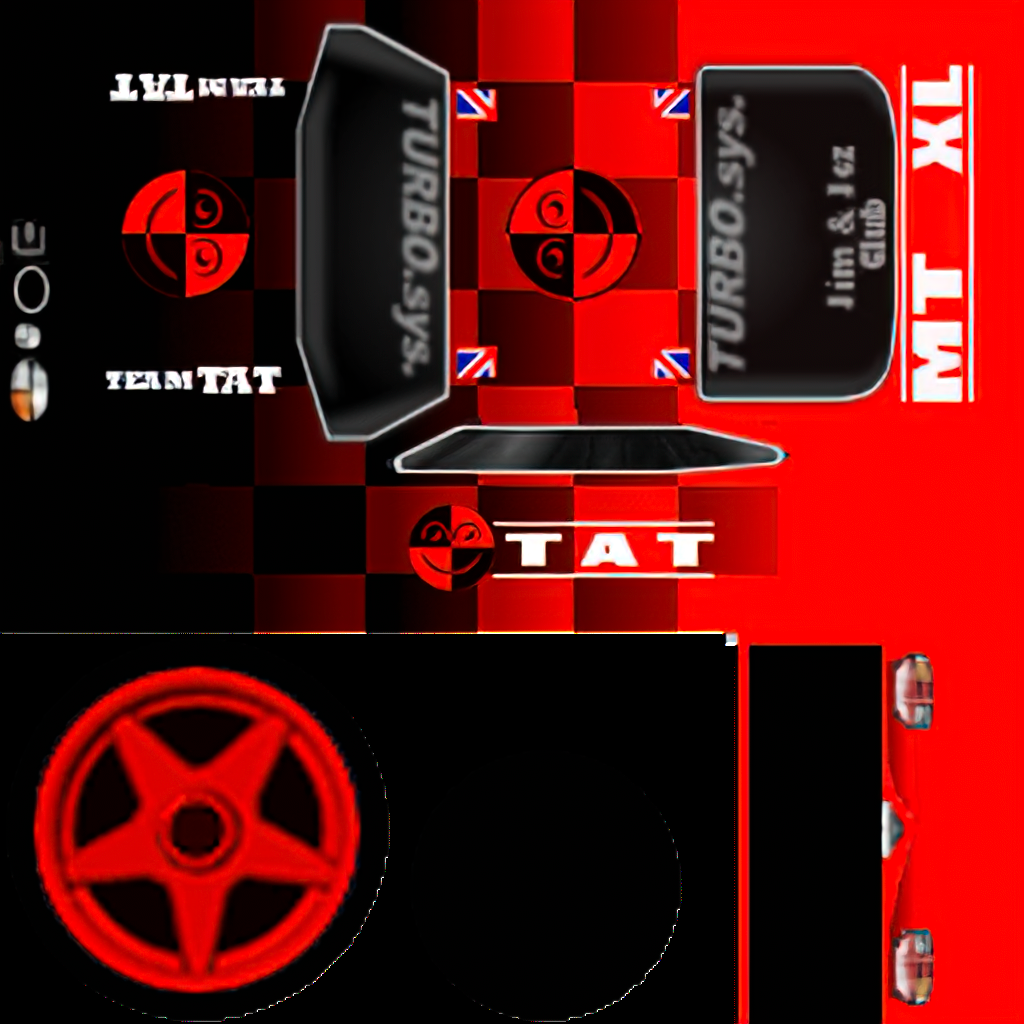 TEAM TAT
TURBO.sys.
TURBO.sys.
Jim & Jez
Club
MT XL
TEAM TAT
TAT